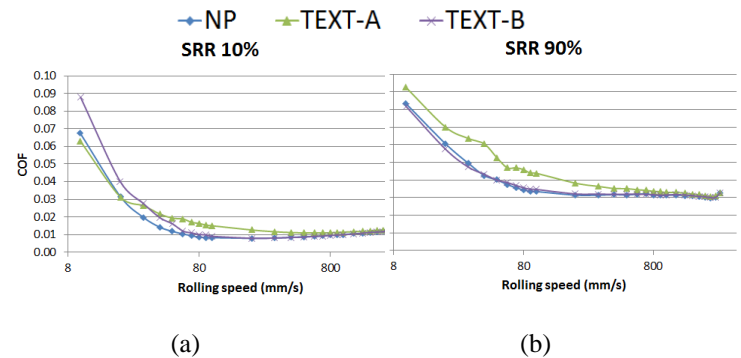 NP TEXT-A TEXT-B
SRR 10% SRR 90%
0.10
0.09
0.08
0.07
0.06
0.05
0.04
0.03
0.02
0.01
0.00
COF
8 80 800 8 80 800
Rolling speed (mm/s) Rolling speed (mm/s)
(a) (b)